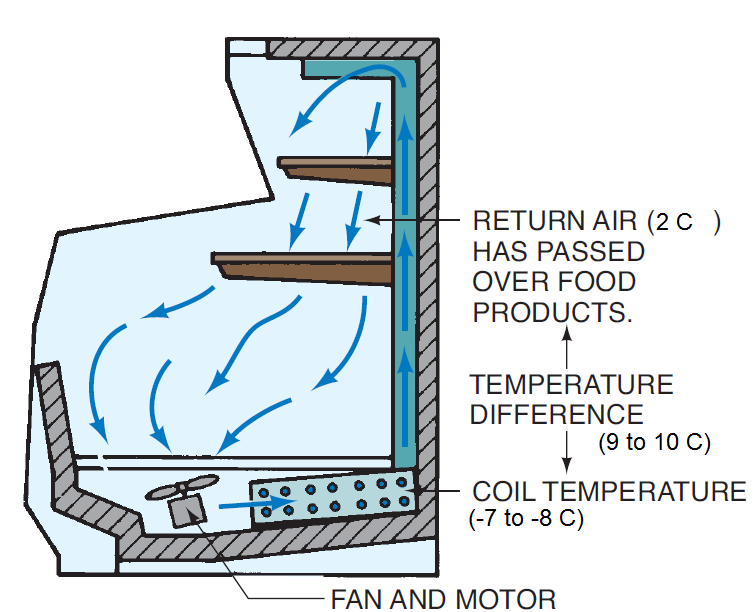 RETURN AIR (2 C )
HAS PASSED
OVER FOOD
PRODUCTS.
TEMPERATURE
DIFFERENCE
(9 to 10 C)
COIL TEMPERATURE
(-7 to -8 C)
FAN AND MOTOR